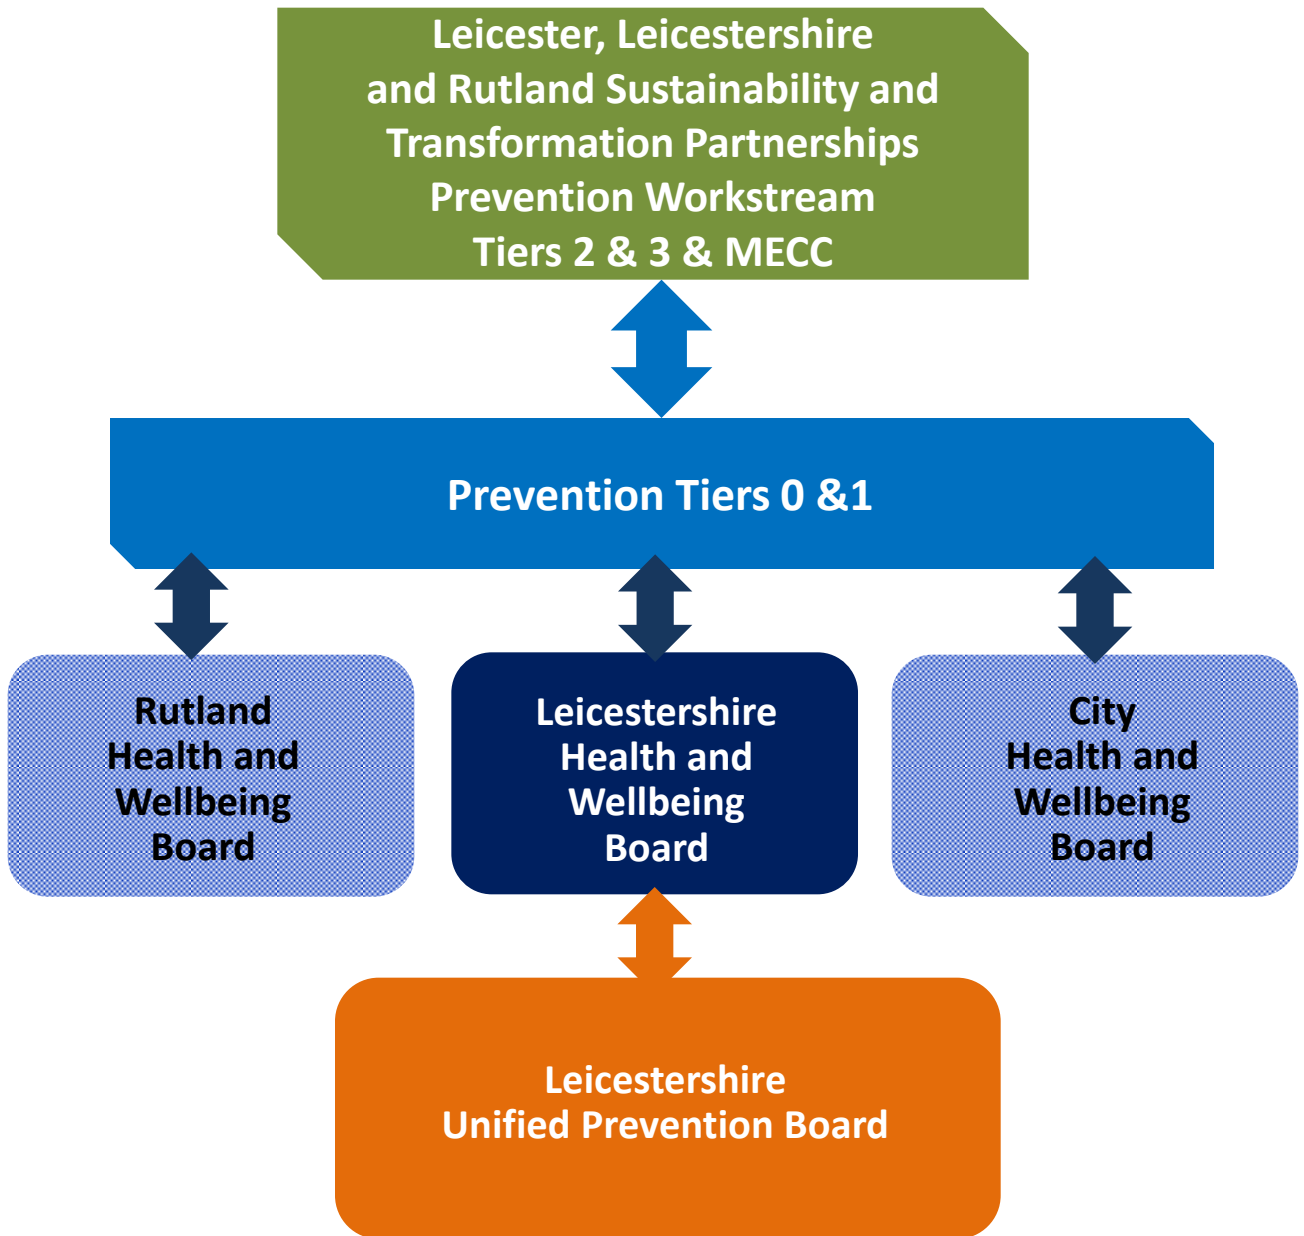 Leicester, Leicestershire
and Rutland Sustainability and
Transformation Partnerships
Prevention Workstream
Tiers 2 & 3 & MECC
Prevention Tiers 0 &1
Rutland
Health and
Wellbeing
Board
Leicestershire
Health and
Wellbeing
Board
City
Health and
Wellbeing
Board
Leicestershire
Unified Prevention Board